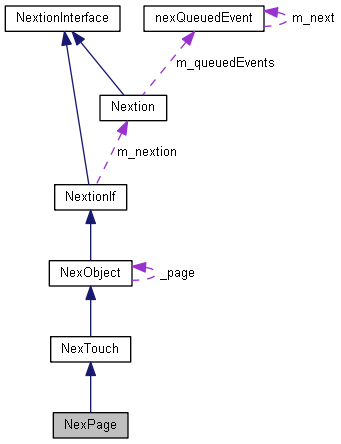 NextionInterface
nexQueuedEvent
m_next
m_queuedEvents
Nextion
m_nextion
NextionIf
NexObject
_page
NexTouch
NexPage